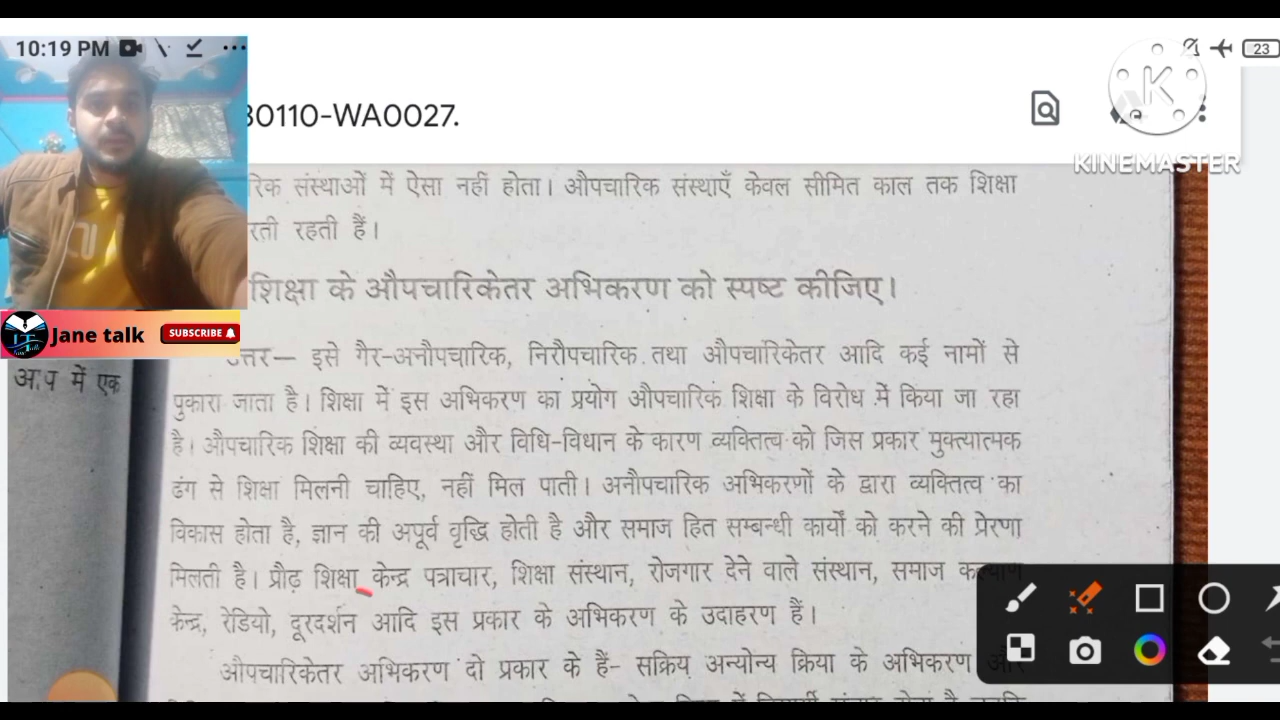 10:19 PM
23
30110-WA0027.
KINEMASTER
रिक संस्थाओं में ऐसा नहीं होता। औपचारिक संस्थाएँ केवल सीमित काल तक शिक्षा
रती रहती हैं।
शिक्षा के औपचारिकेतर अभिकरण को स्पष्ट कीजिए।
Jane talk
SUBSCRIBE
त्तर— इसे गैर-अनौपचारिक, निरौपचारिक तथा औपचारिकेतर आदि कई नामों से
में एक
पुकारा जाता है। शिक्षा में इस अभिकरण का प्रयोग औपचारिक शिक्षा के विरोध में किया जा रहा
है। औपचारिक शिक्षा की व्यवस्था और विधि-विधान के कारण व्यक्तित्व को जिस प्रकार मुक्त्यात्मक
ढंग से शिक्षा मिलनी चाहिए, नहीं मिल पाती। अनौपचारिक अभिकरणों के द्वारा व्यक्तित्व का
विकास होता है, ज्ञान की अपूर्व वृद्धि होती है और समाज हित सम्बन्धी कार्यों को करने की प्रेरणा
मिलती है। प्रौढ़ शिक्षा केन्द्र पत्राचार, शिक्षा संस्थान, रोजगार देने वाले संस्थान, समाज कल्याण
केन्द्र, रेडियो, दूरदर्शन आदि इस प्रकार के अभिकरण के उदाहरण हैं।
औपचारिकेतर अभिकरण दो प्रकार के हैं- सक्रिय अन्योन्य क्रिया के अभिकरण और